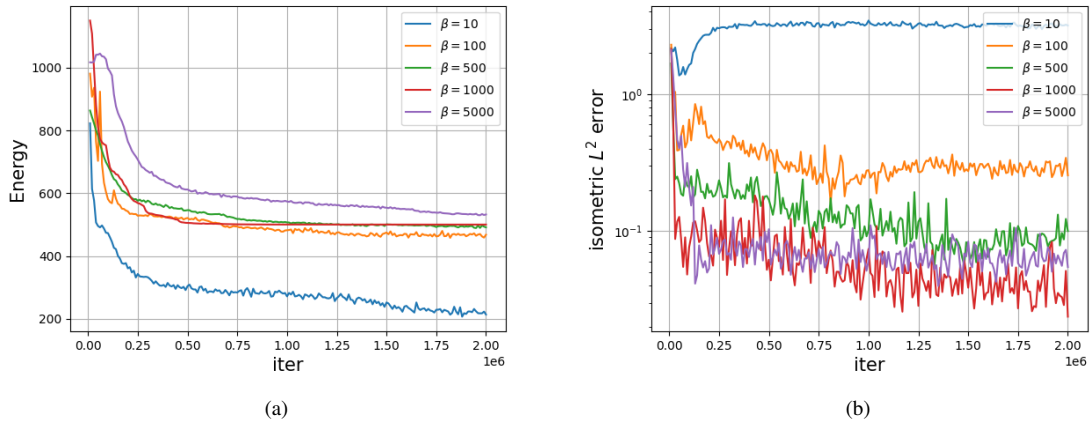 β = 10
β = 100
β = 500
β = 1000
β = 5000
1000
800
600
400
200
Energy
0.00 0.25 0.50 0.75 1.00 1.25 1.50 1.75 2.00
1e6
iter
(a)
β = 10
β = 100
β = 500
β = 1000
β = 5000
10⁰
10⁻¹
isometric L² error
0.00 0.25 0.50 0.75 1.00 1.25 1.50 1.75 2.00
1e6
iter
(b)